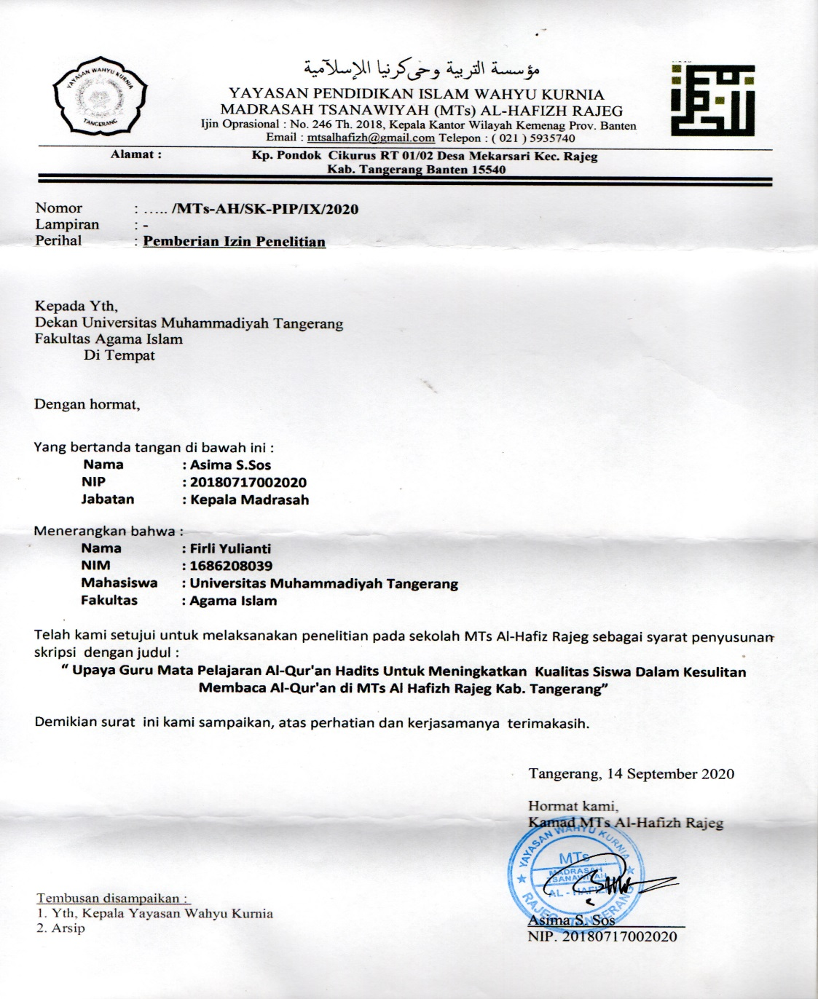 مؤسسة التربية وحي كرنيا الإسلامية
YAYASAN WAHYU KURNIA
TANGERANG
YAYASAN PENDIDIKAN ISLAM WAHYU KURNIA
MADRASAH TSANAWIYAH (MTs) AL-HAFIZH RAJEG
Ijin Oprasional : No. 246 Th. 2018, Kepala Kantor Wilayah Kemenag Prov. Banten
Email : mtsalhafizh@gmail.com Telepon : ( 021 ) 5935740
Alamat : Kp. Pondok Cikurus RT 01/02 Desa Mekarsari Kec. Rajeg
Kab. Tangerang Banten 15540
Nomor : ..... /MTs-AH/SK-PIP/IX/2020
Lampiran : -
Perihal : Pemberian Izin Penelitian
Kepada Yth,
Dekan Universitas Muhammadiyah Tangerang
Fakultas Agama Islam
Di Tempat
Dengan hormat,
Yang bertanda tangan di bawah ini :
Nama : Asima S.Sos
NIP : 20180717002020
Jabatan : Kepala Madrasah
Menerangkan bahwa :
Nama : Firli Yulianti
NIM : 1686208039
Mahasiswa : Universitas Muhammadiyah Tangerang
Fakultas : Agama Islam
Telah kami setujui untuk melaksanakan penelitian pada sekolah MTs Al-Hafiz Rajeg sebagai syarat penyusunan
skripsi dengan judul :
“ Upaya Guru Mata Pelajaran Al-Qur'an Hadits Untuk Meningkatkan Kualitas Siswa Dalam Kesulitan
Membaca Al-Qur'an di MTs Al Hafizh Rajeg Kab. Tangerang”
Demikian surat ini kami sampaikan, atas perhatian dan kerjasamanya terimakasih.
Tangerang, 14 September 2020
Hormat kami,
Kamad MTs Al-Hafizh Rajeg
YAYASAN WAHYU KURNIA
MTs
MADRASAH
TSANAWIYAH
AL - HAFIZH
RAJEG - TANGERANG
Asima S. Sos
NIP. 20180717002020
Tembusan disampaikan :
1. Yth, Kepala Yayasan Wahyu Kurnia
2. Arsip